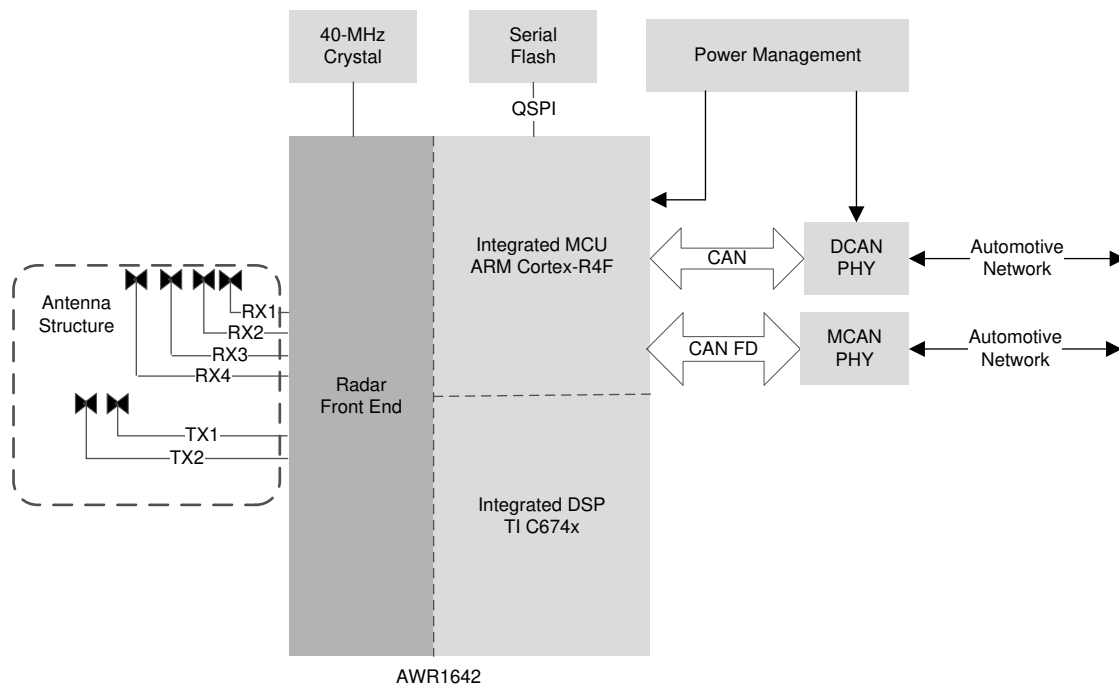 40-MHz
Crystal
Serial
Flash
Power Management
QSPI
Integrated MCU
ARM Cortex-R4F
CAN
DCAN
PHY
Automotive
Network
Antenna
Structure
RX1
RX2
RX3
RX4
CAN FD
MCAN
PHY
Automotive
Network
Radar
Front End
TX1
TX2
Integrated DSP
TI C674x
AWR1642